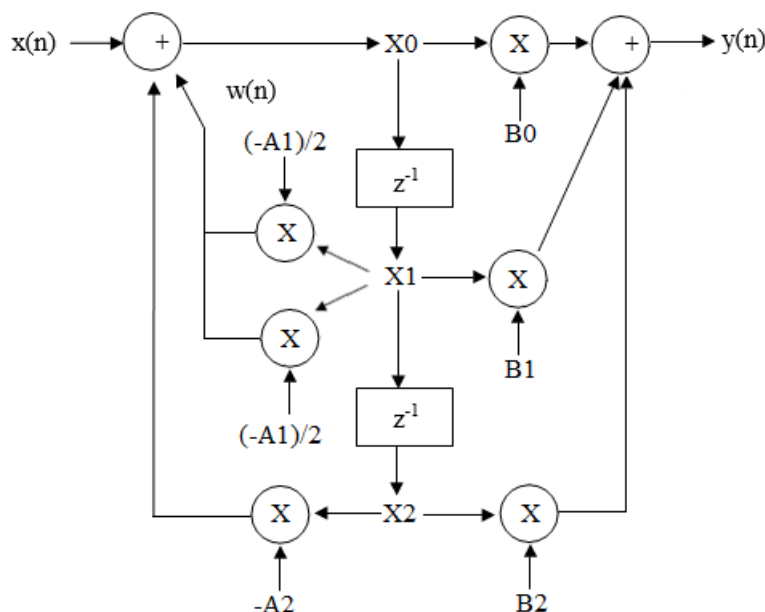 x(n) + X0 X + y(n)
w(n)
B0
(-A1)/2
z⁻¹
X
X1 X
X
B1
(-A1)/2
z⁻¹
X X2 X
-A2 B2